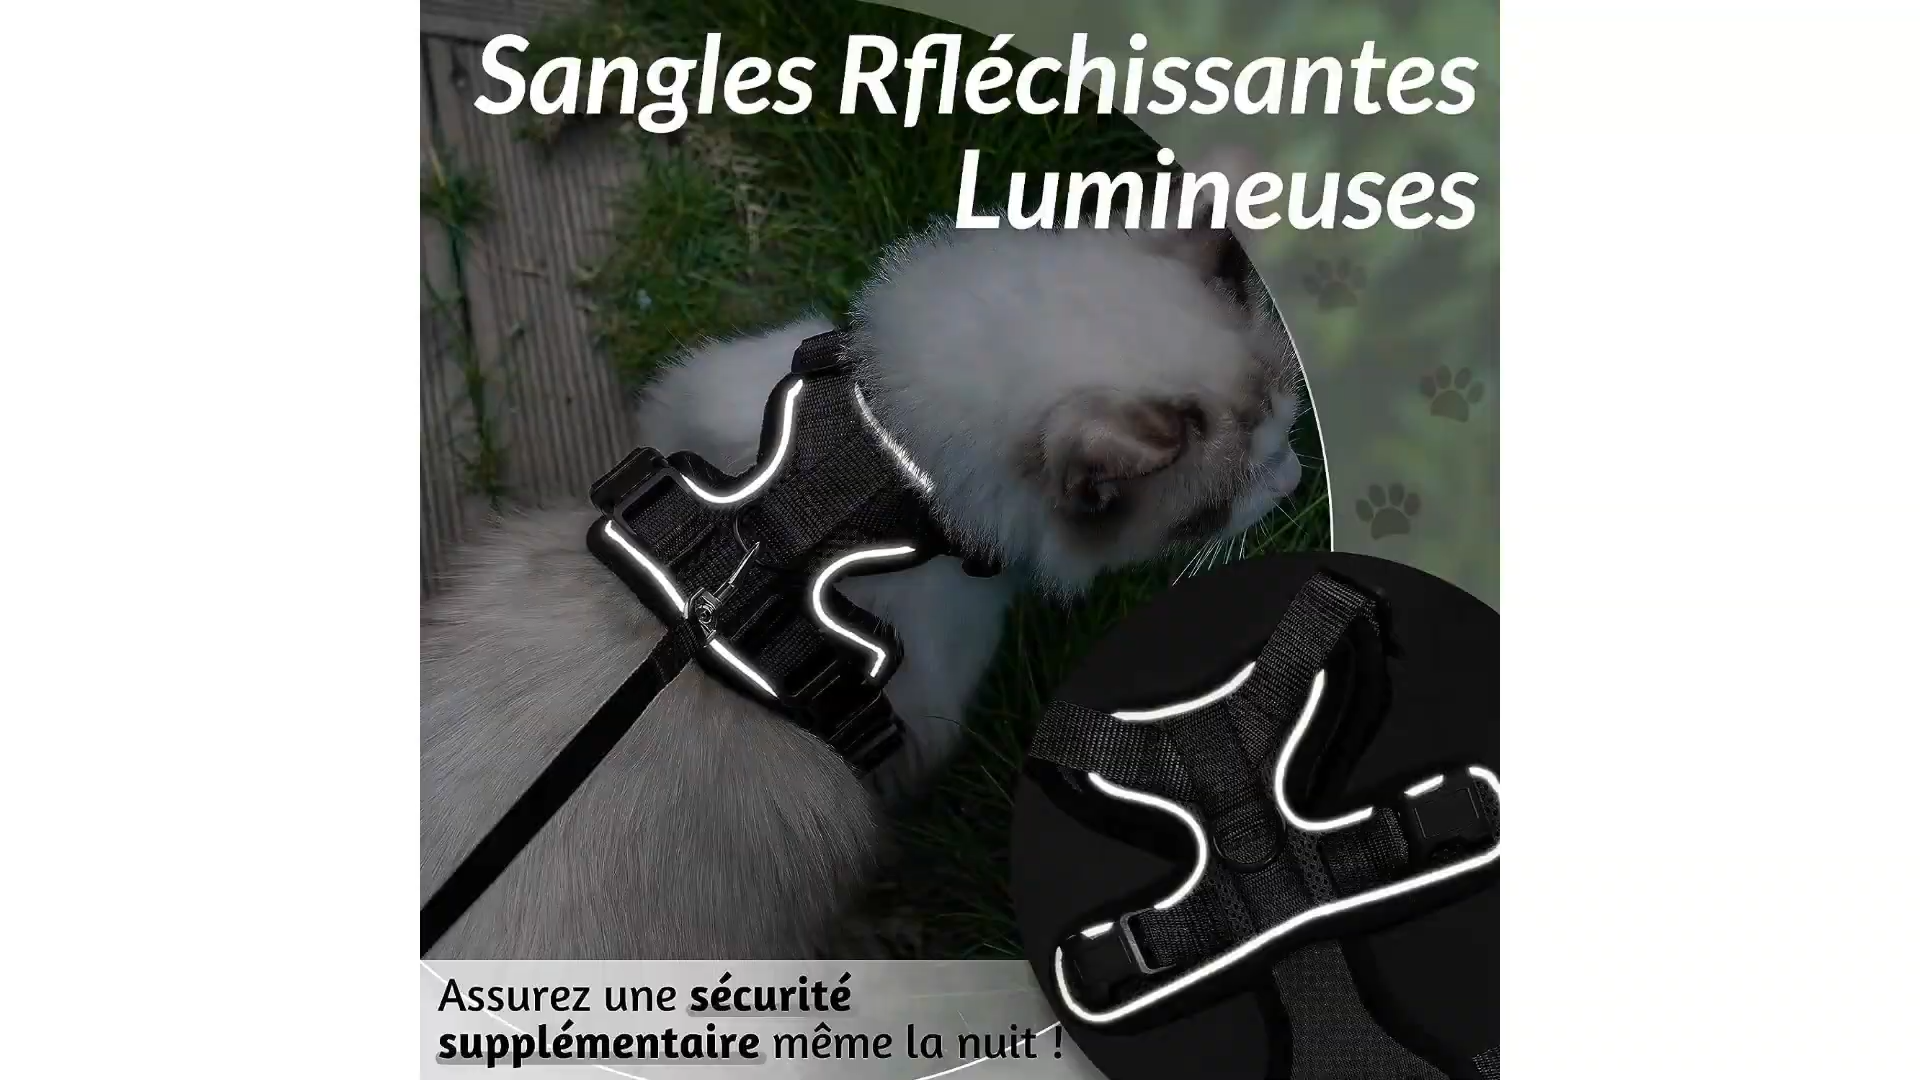 Sangles Rfléchissantes
Lumineuses
Assurez une sécurité
supplémentaire même la nuit !